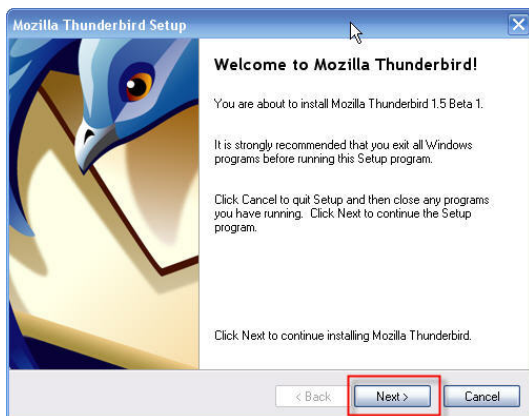 Mozilla Thunderbird Setup
Welcome to Mozilla Thunderbird!
You are about to install Mozilla Thunderbird 1.5 Beta 1.
It is strongly recommended that you exit all Windows
programs before running this Setup program.
Click Cancel to quit Setup and then close any programs
you have running. Click Next to continue the Setup
program.
Click Next to continue installing Mozilla Thunderbird.
< Back Next > Cancel